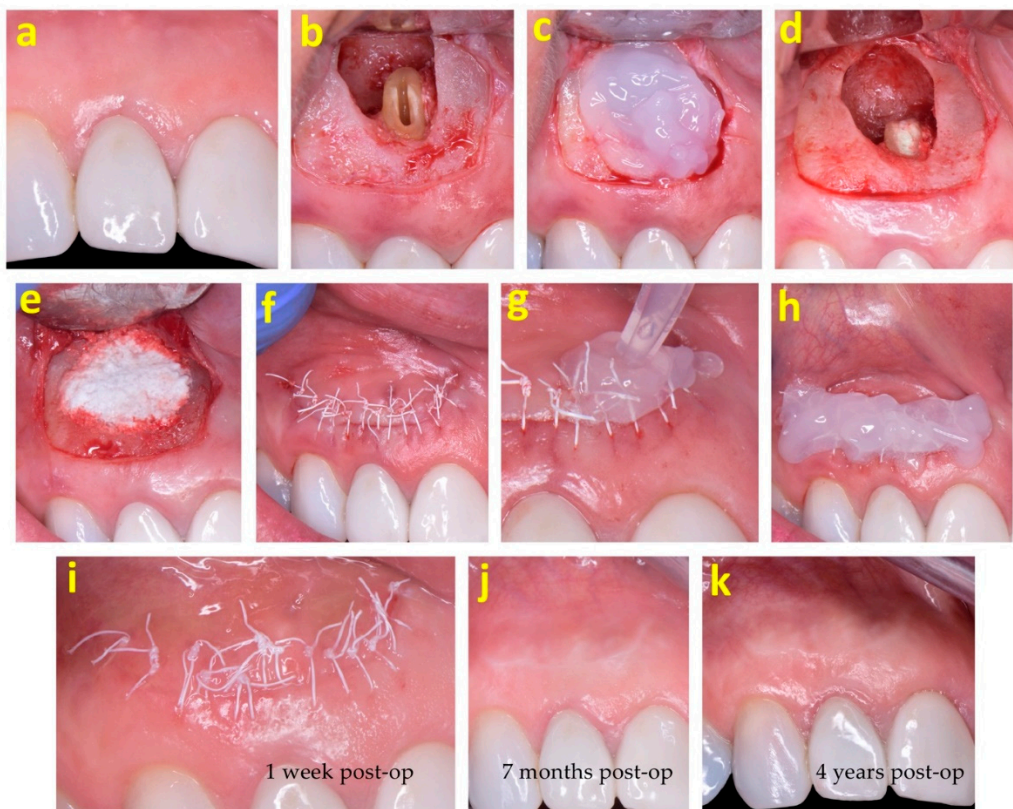 a
b
c
d
e
f
g
h
i
1 week post-op
j
7 months post-op
k
4 years post-op